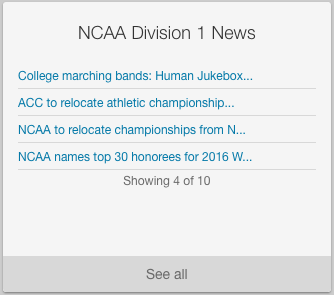 NCAA Division 1 News
College marching bands: Human Jukebox...
ACC to relocate athletic championship...
NCAA to relocate championships from N...
NCAA names top 30 honorees for 2016 W...
Showing 4 of 10
See all